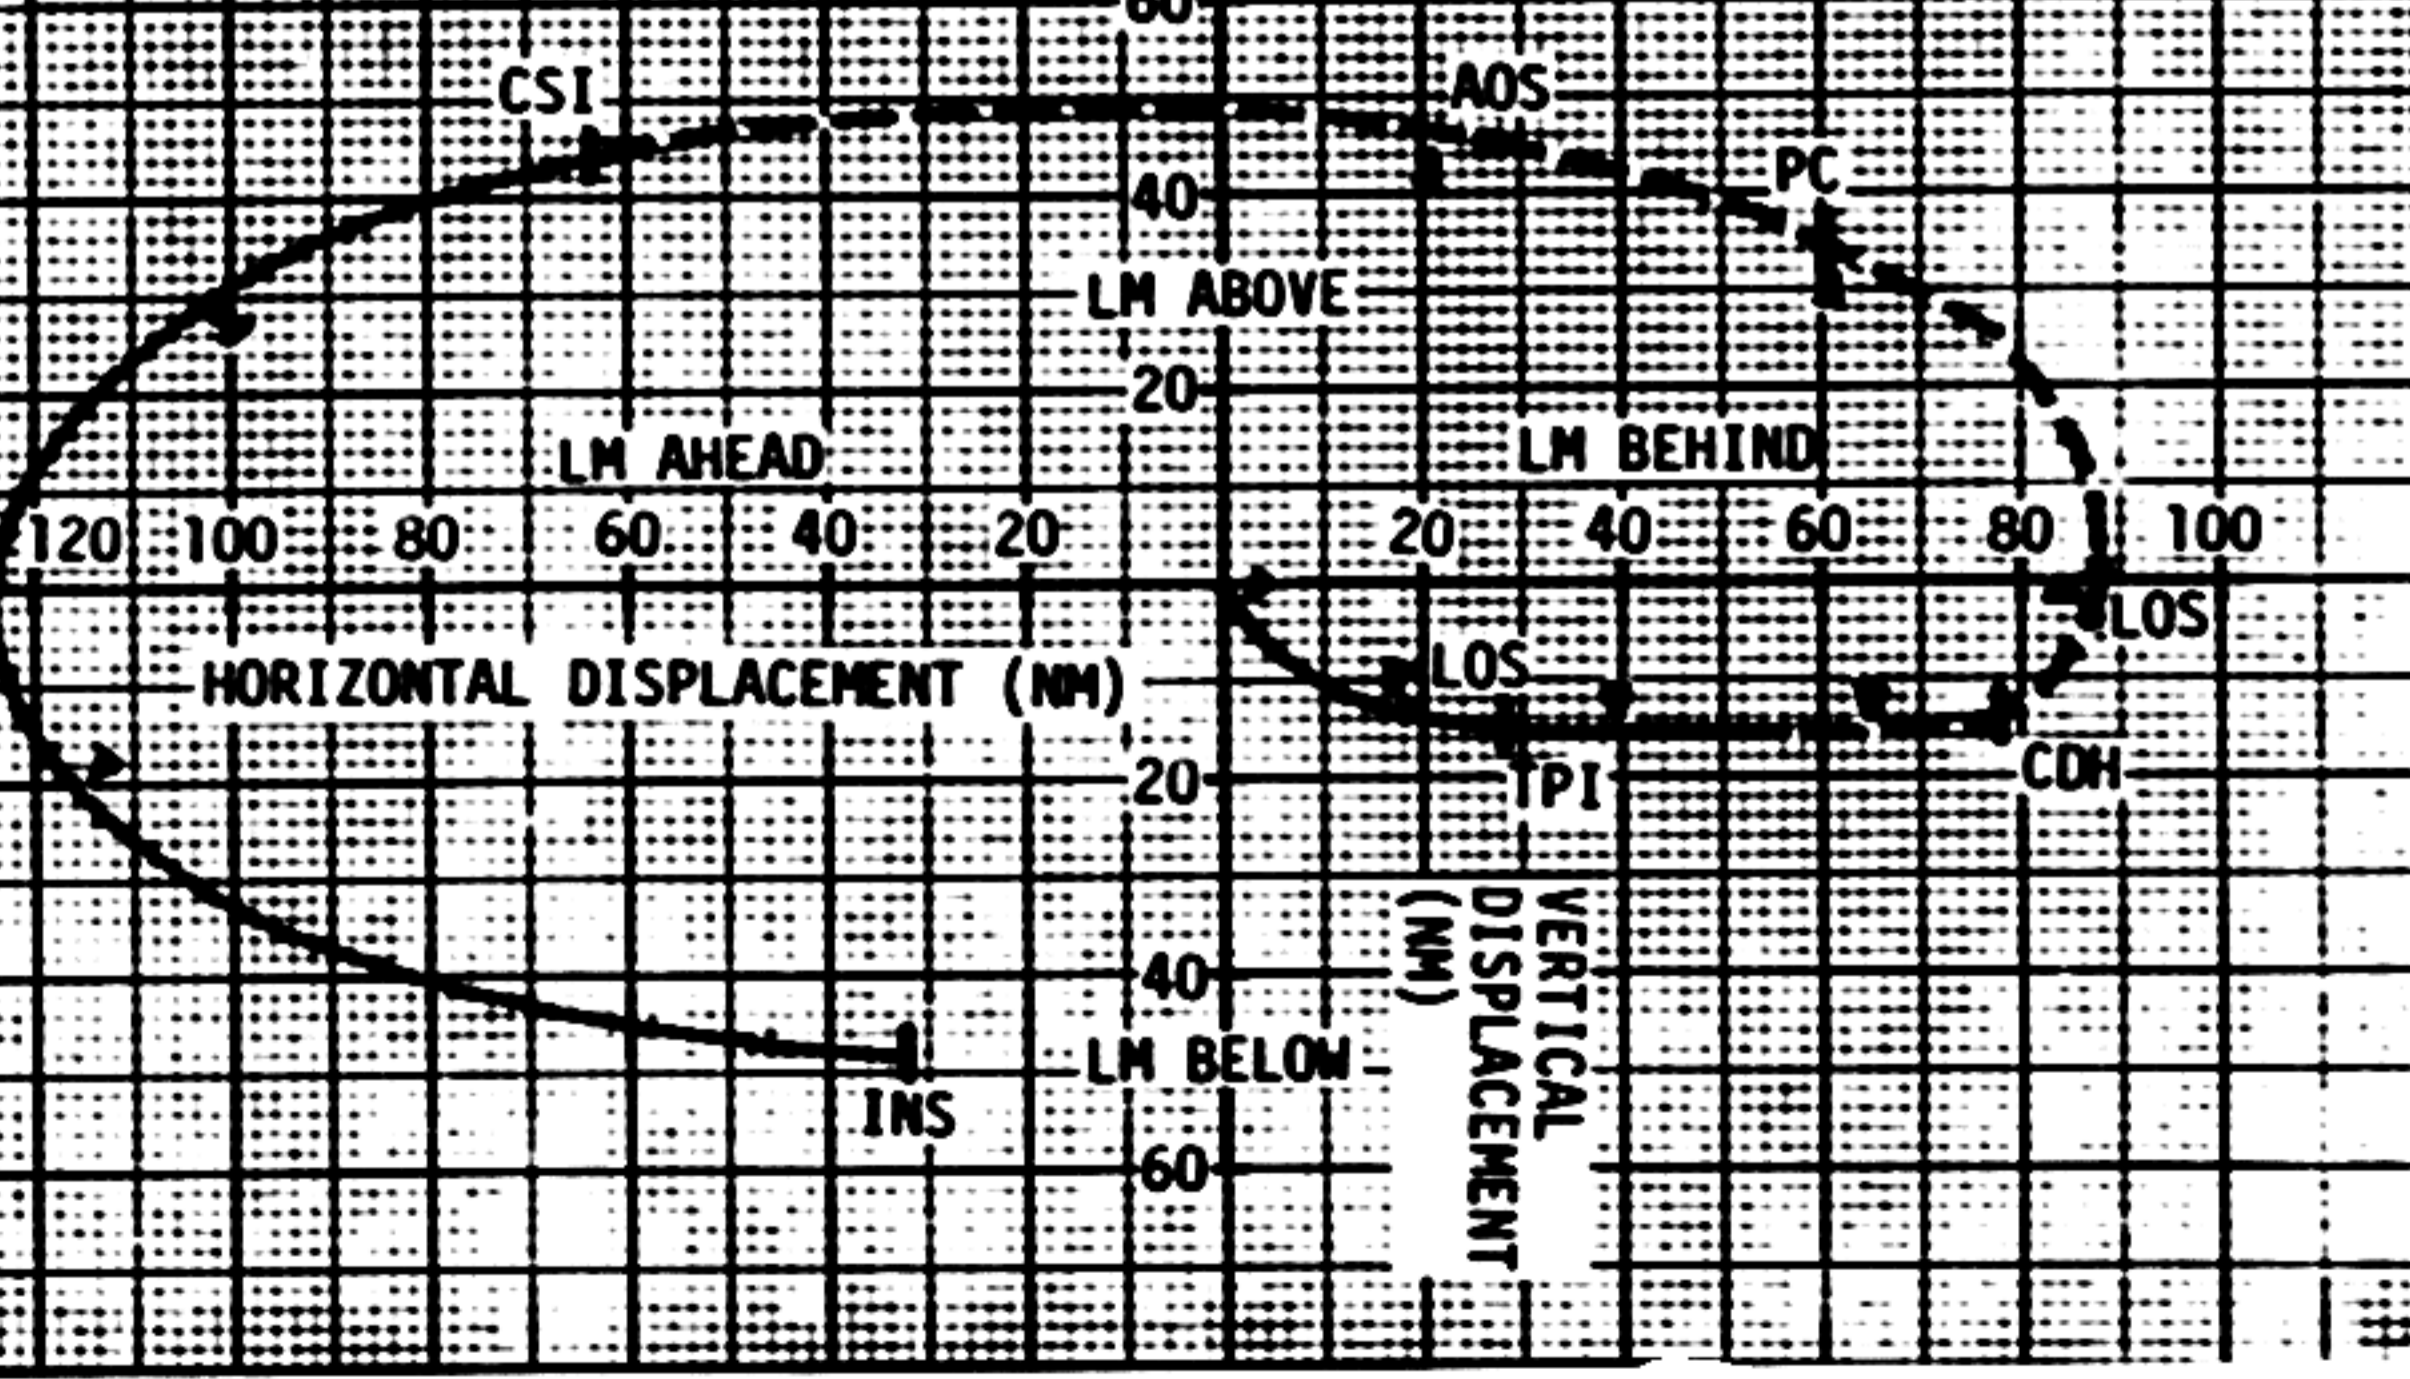 60
CSI
AOS
PC
40
LM ABOVE
20
LM AHEAD
LM BEHIND
120 100 80 60 40 20 20 40 60 80 100
LOS
LOS
HORIZONTAL DISPLACEMENT (NM)
20
TPI
CDH
VERTICAL
DISPLACEMENT
(NM)
40
LM BELOW
INS
60